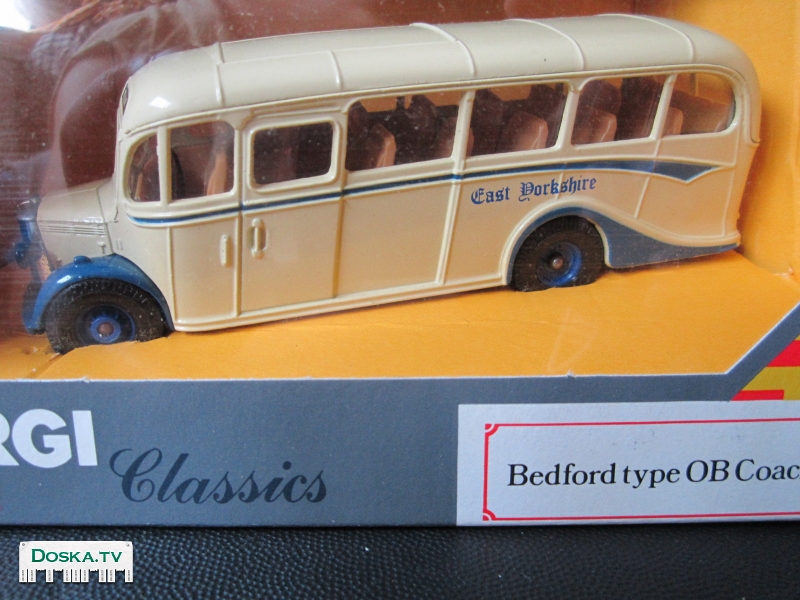 East Yorkshire
RGI
Classics
Bedford type OB Coac
DOSKA.TV